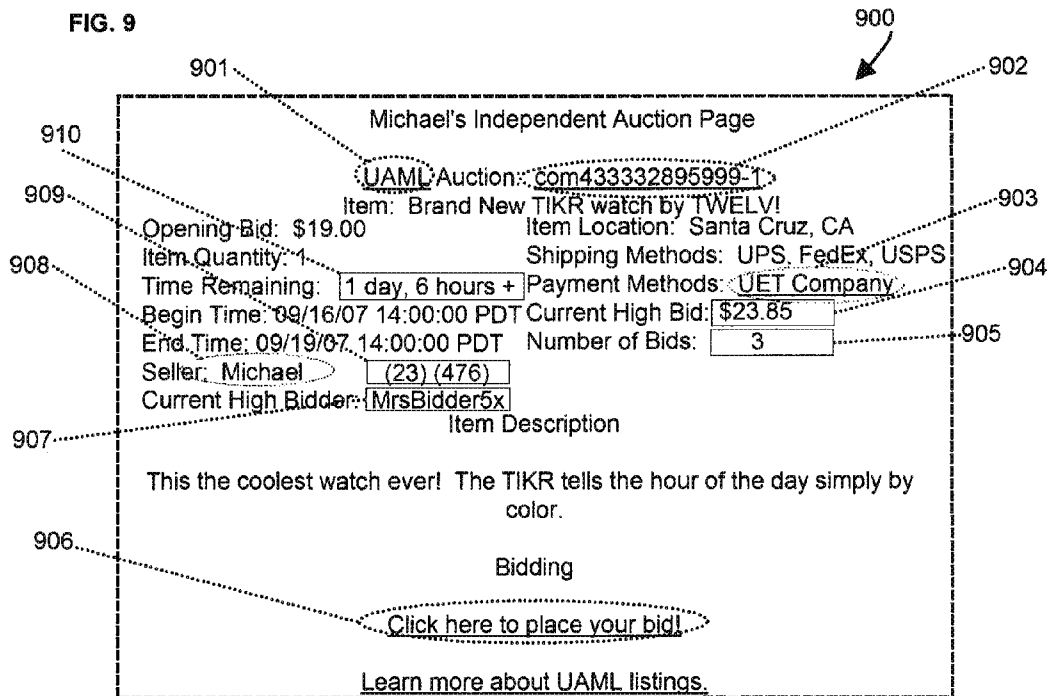 FIG. 9
900
901
902
910
Michael's Independent Auction Page
909
UAML Auction: com433332895999-1
903
Item: Brand New TIKR watch by TWELV!
Opening Bid: $19.00 Item Location: Santa Cruz, CA
908
Item Quantity: 1 Shipping Methods: UPS, FedEx, USPS
904
Time Remaining: 1 day, 6 hours + Payment Methods: UET Company
Begin Time: 09/16/07 14:00:00 PDT Current High Bid: $23.85
905
End Time: 09/19/07 14:00:00 PDT Number of Bids: 3
Seller: Michael (23) (476)
Current High Bidder: MrsBidder5x
907
Item Description
This the coolest watch ever! The TIKR tells the hour of the day simply by
color.
906
Bidding
Click here to place your bid!
Learn more about UAML listings.